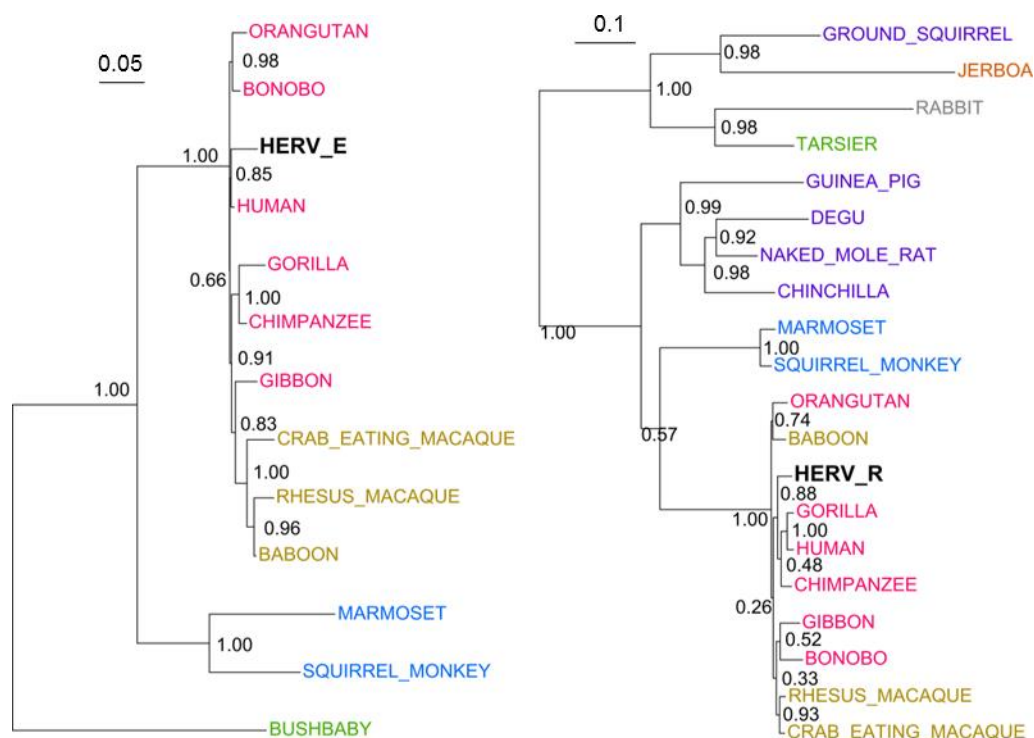 0.05
ORANGUTAN
0.98
BONOBO
HERV_E
1.00
0.85
HUMAN
GORILLA
0.66
1.00
CHIMPANZEE
0.91
GIBBON
1.00
0.83
CRAB_EATING_MACAQUE
1.00
RHESUS_MACAQUE
0.96
BABOON
MARMOSET
1.00
SQUIRREL_MONKEY
BUSHBABY
0.1
GROUND_SQUIRREL
0.98
JERBOA
1.00
RABBIT
0.98
TARSIER
GUINEA_PIG
0.99
DEGU
0.92
NAKED_MOLE_RAT
0.98
CHINCHILLA
1.00
MARMOSET
1.00
SQUIRREL_MONKEY
ORANGUTAN
0.74
0.57
BABOON
HERV_R
0.88
GORILLA
1.00
1.00
HUMAN
0.48
CHIMPANZEE
0.26
GIBBON
0.52
BONOBO
0.33
RHESUS_MACAQUE
0.93
CRAB_EATING_MACAQUE